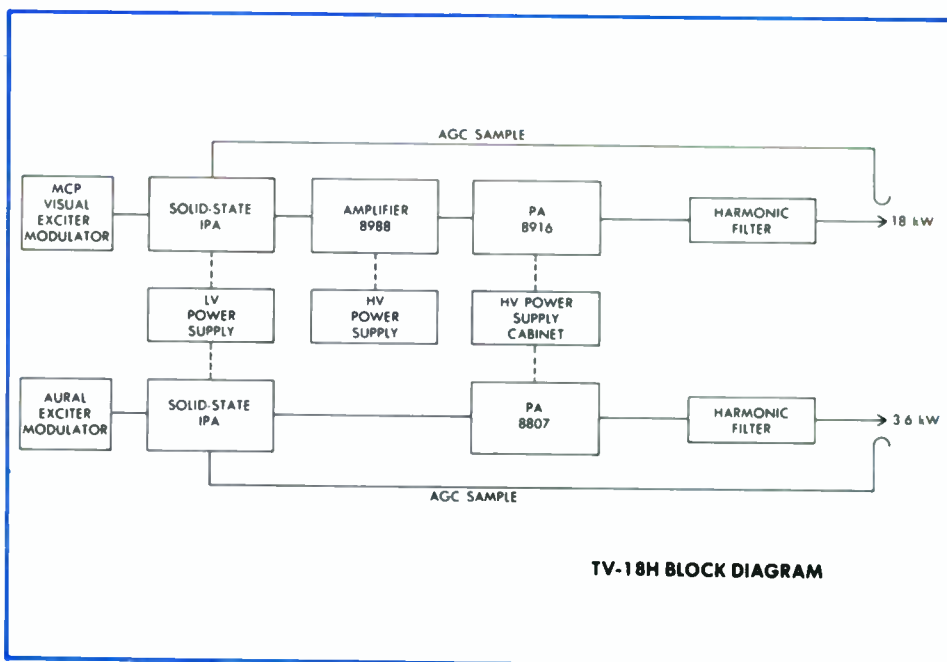 AGC SAMPLE
MCP
VISUAL
EXCITER
MODULATOR
SOLID-STATE
IPA
AMPLIFIER
8988
PA
8916
HARMONIC
FILTER
18 kW
LV
POWER
SUPPLY
HV
POWER
SUPPLY
HV POWER
SUPPLY
CABINET
AURAL
EXCITER
MODULATOR
SOLID-STATE
IPA
PA
8807
HARMONIC
FILTER
3.6 kW
AGC SAMPLE
TV-18H BLOCK DIAGRAM